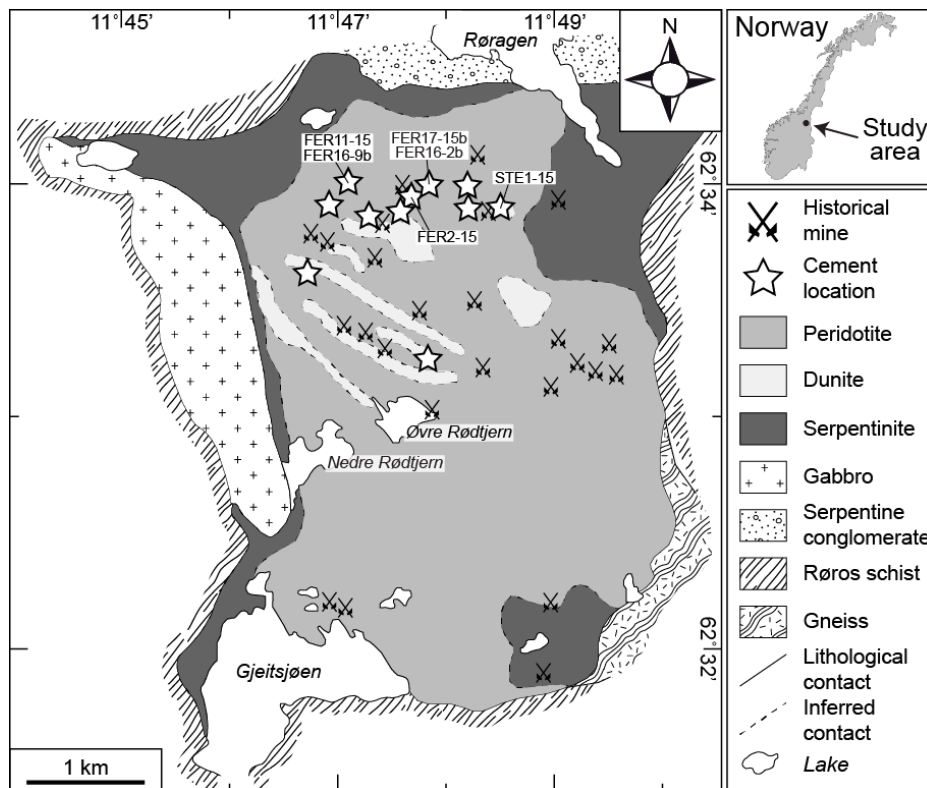 11°45'
11°47'
11°49'
Røragen
N
Norway
Study
area
FER11-15
FER16-9b
FER17-15b
FER16-2b
STE1-15
FER2-15
62°34'
Øvre Rødtjern
Nedre Rødtjern
62°32'
Gjeitsjøen
1 km
Historical
mine
Cement
location
Peridotite
Dunite
Serpentinite
Gabbro
Serpentine
conglomerate
Røros schist
Gneiss
Lithological
contact
Inferred
contact
Lake